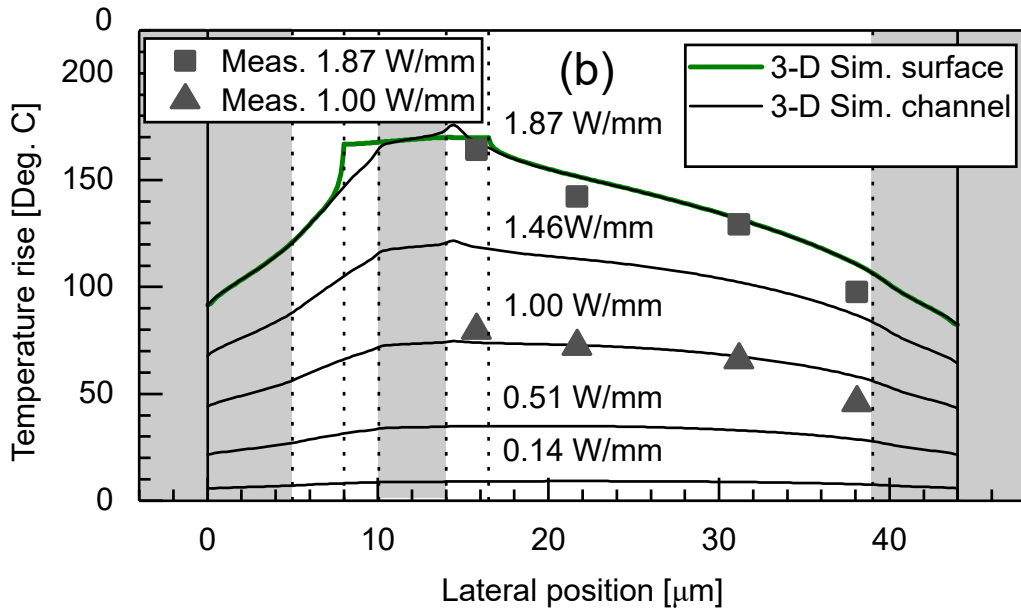 0
200
150
100
50
0
Temperature rise [Deg. C]
Meas. 1.87 W/mm
Meas. 1.00 W/mm
(b)
3-D Sim. surface
3-D Sim. channel
1.87 W/mm
1.46W/mm
1.00 W/mm
0.51 W/mm
0.14 W/mm
0 10 20 30 40
Lateral position [μm]